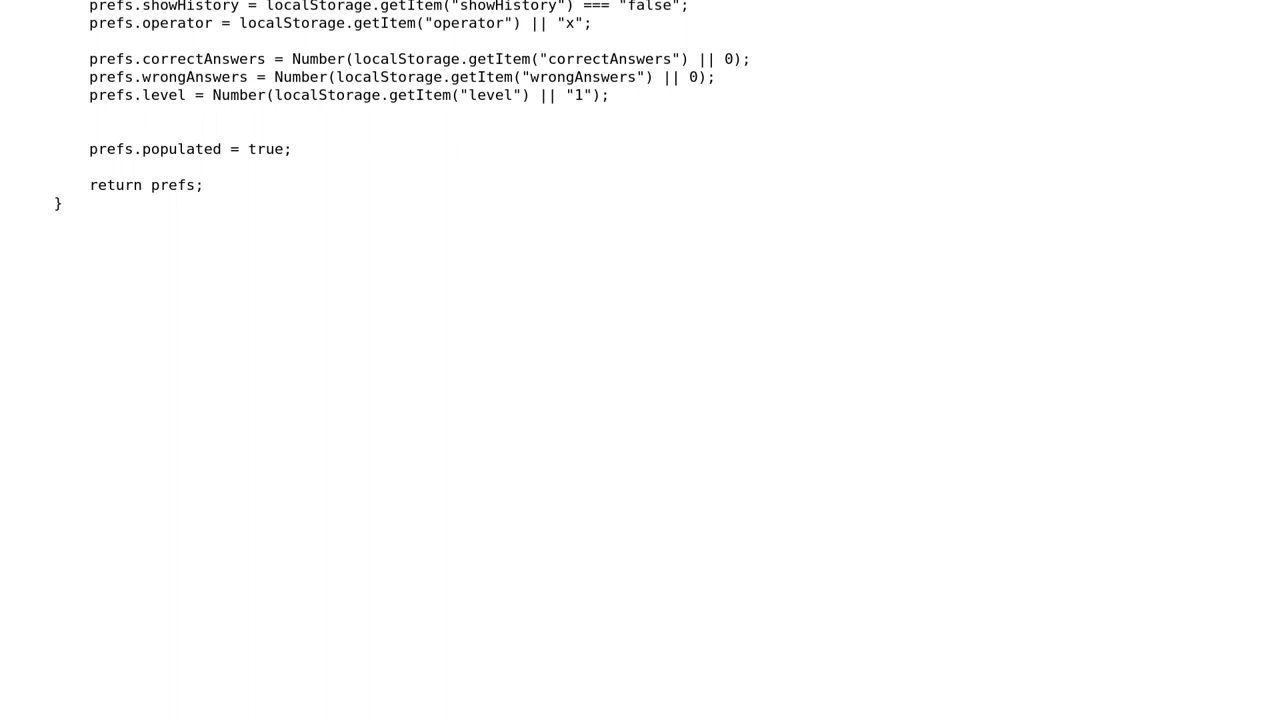 prefs.showHistory = localStorage.getItem("showHistory") === "false";
prefs.operator = localStorage.getItem("operator") || "x";
prefs.correctAnswers = Number(localStorage.getItem("correctAnswers") || 0);
prefs.wrongAnswers = Number(localStorage.getItem("wrongAnswers") || 0);
prefs.level = Number(localStorage.getItem("level") || "1");
prefs.populated = true;
return prefs;
}